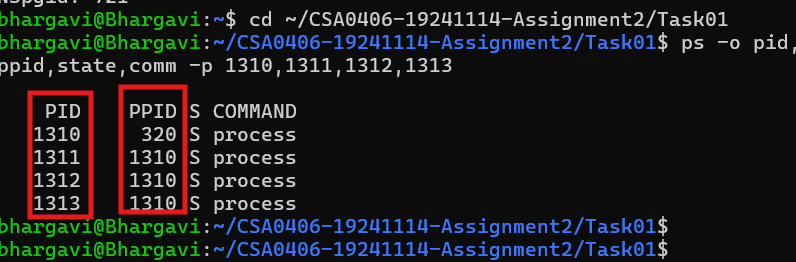 bhargavi@Bhargavi:~$ cd ~/CSA0406-19241114-Assignment2/Task01
bhargavi@Bhargavi:~/CSA0406-19241114-Assignment2/Task01$ ps -o pid,
ppid,state,comm -p 1310,1311,1312,1313
PID PPID S COMMAND
1310 320 S process
1311 1310 S process
1312 1310 S process
1313 1310 S process
bhargavi@Bhargavi:~/CSA0406-19241114-Assignment2/Task01$
bhargavi@Bhargavi:~/CSA0406-19241114-Assignment2/Task01$